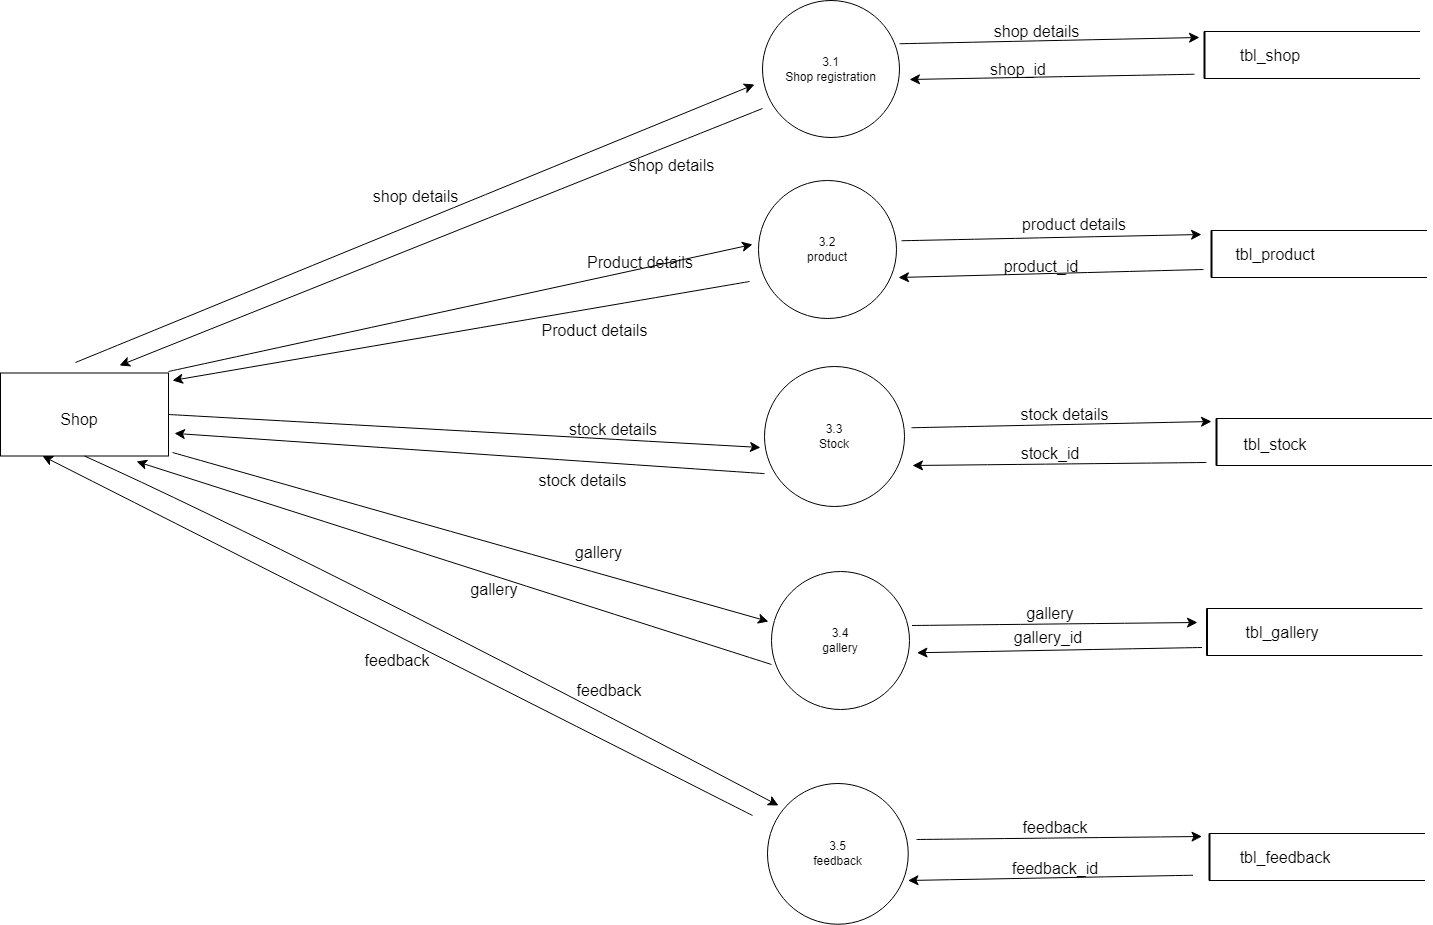 shop details
3.1
Shop registration
tbl_shop
shop_id
shop details
shop details
product details
3.2
product
tbl_product
Product details
product_id
Product details
stock details
Shop
stock details
3.3
Stock
tbl_stock
stock_id
stock details
gallery
gallery
gallery
3.4
gallery
tbl_gallery
gallery_id
feedback
feedback
feedback
3.5
feedback
tbl_feedback
feedback_id